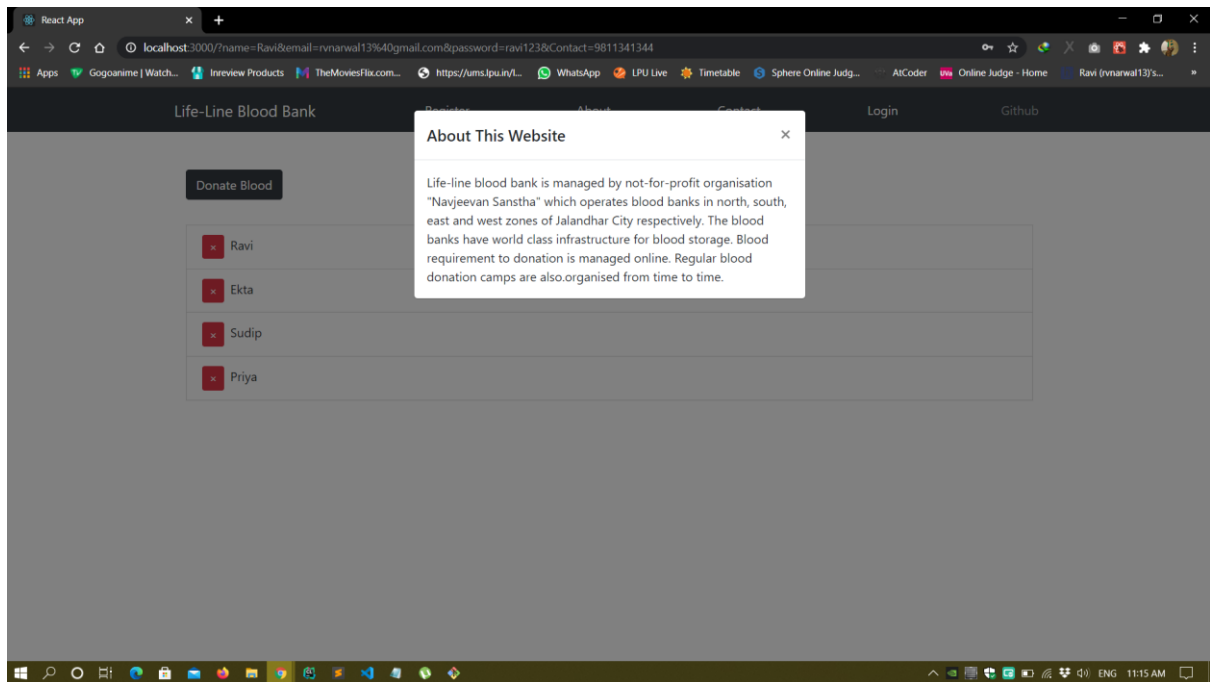 React App
localhost:3000/?name=Ravi&email=rvnarwal13%40gmail.com&password=ravi123&Contact=9811341344
Apps Gogoanime | Watch... Inreview Products TheMoviesFlix.com... https://ums.lpu.in/l... WhatsApp LPU Live Timetable Sphere Online Judg... AtCoder Online Judge - Home Ravi (rvnarwal13)'s... »
Life-Line Blood Bank Register About Contact Login Github
About This Website ×
Life-line blood bank is managed by not-for-profit organisation
"Navjeevan Sanstha" which operates blood banks in north, south,
east and west zones of Jalandhar City respectively. The blood
banks have world class infrastructure for blood storage. Blood
requirement to donation is managed online. Regular blood
donation camps are also.organised from time to time.
Donate Blood
× Ravi
× Ekta
× Sudip
× Priya
ENG 11:15 AM